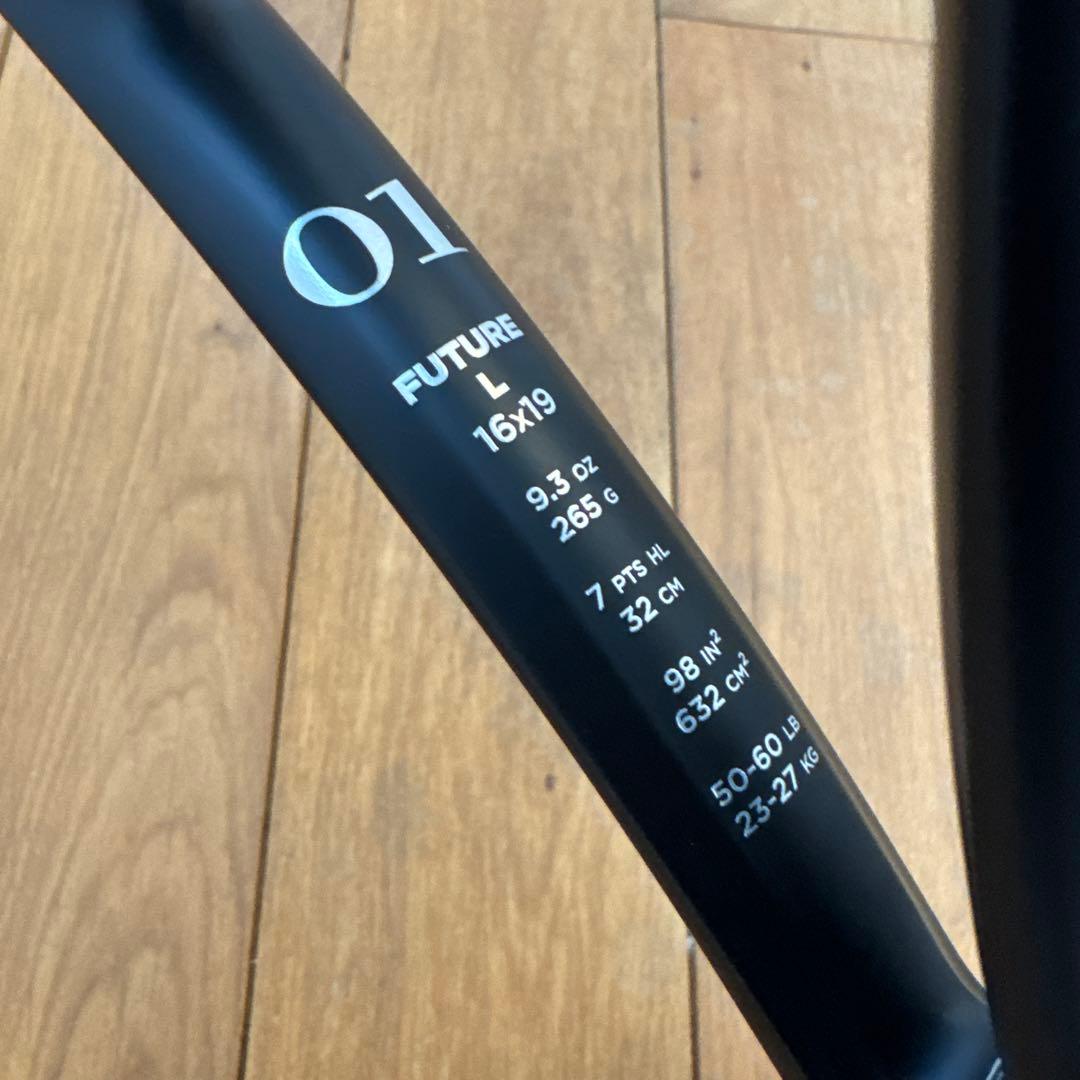 01
FUTURE
L
16x19
9.3 OZ
265 G
7 PTS HL
32 CM
98 IN²
632 CM²
50-60 LB
23-27 KG